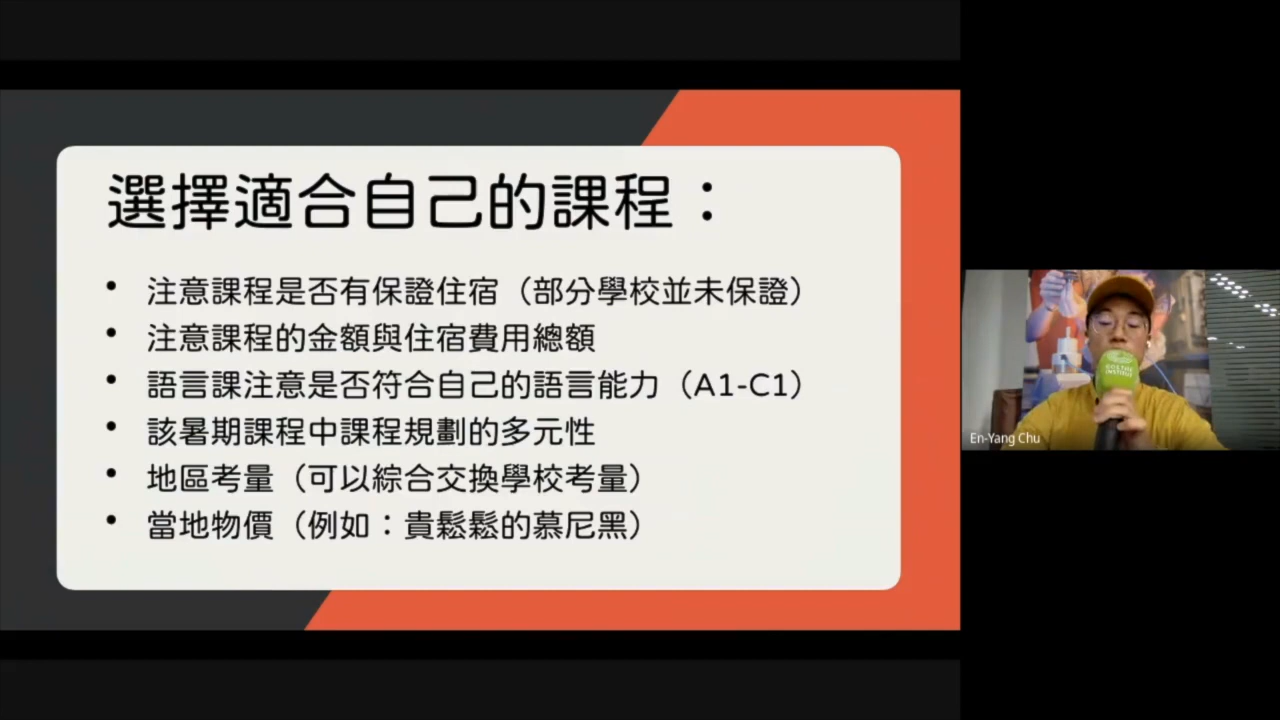 選擇適合自己的課程：
• 注意課程是否有保證住宿（部分學校並未保證）
• 注意課程的金額與住宿費用總額
• 語言課注意是否符合自己的語言能力（A1-C1）
• 該暑期課程中課程規劃的多元性
• 地區考量（可以綜合交換學校考量）
• 當地物價（例如：貴鬆鬆的慕尼黑）
GOETHE
INSTITUT
En-Yang Chu